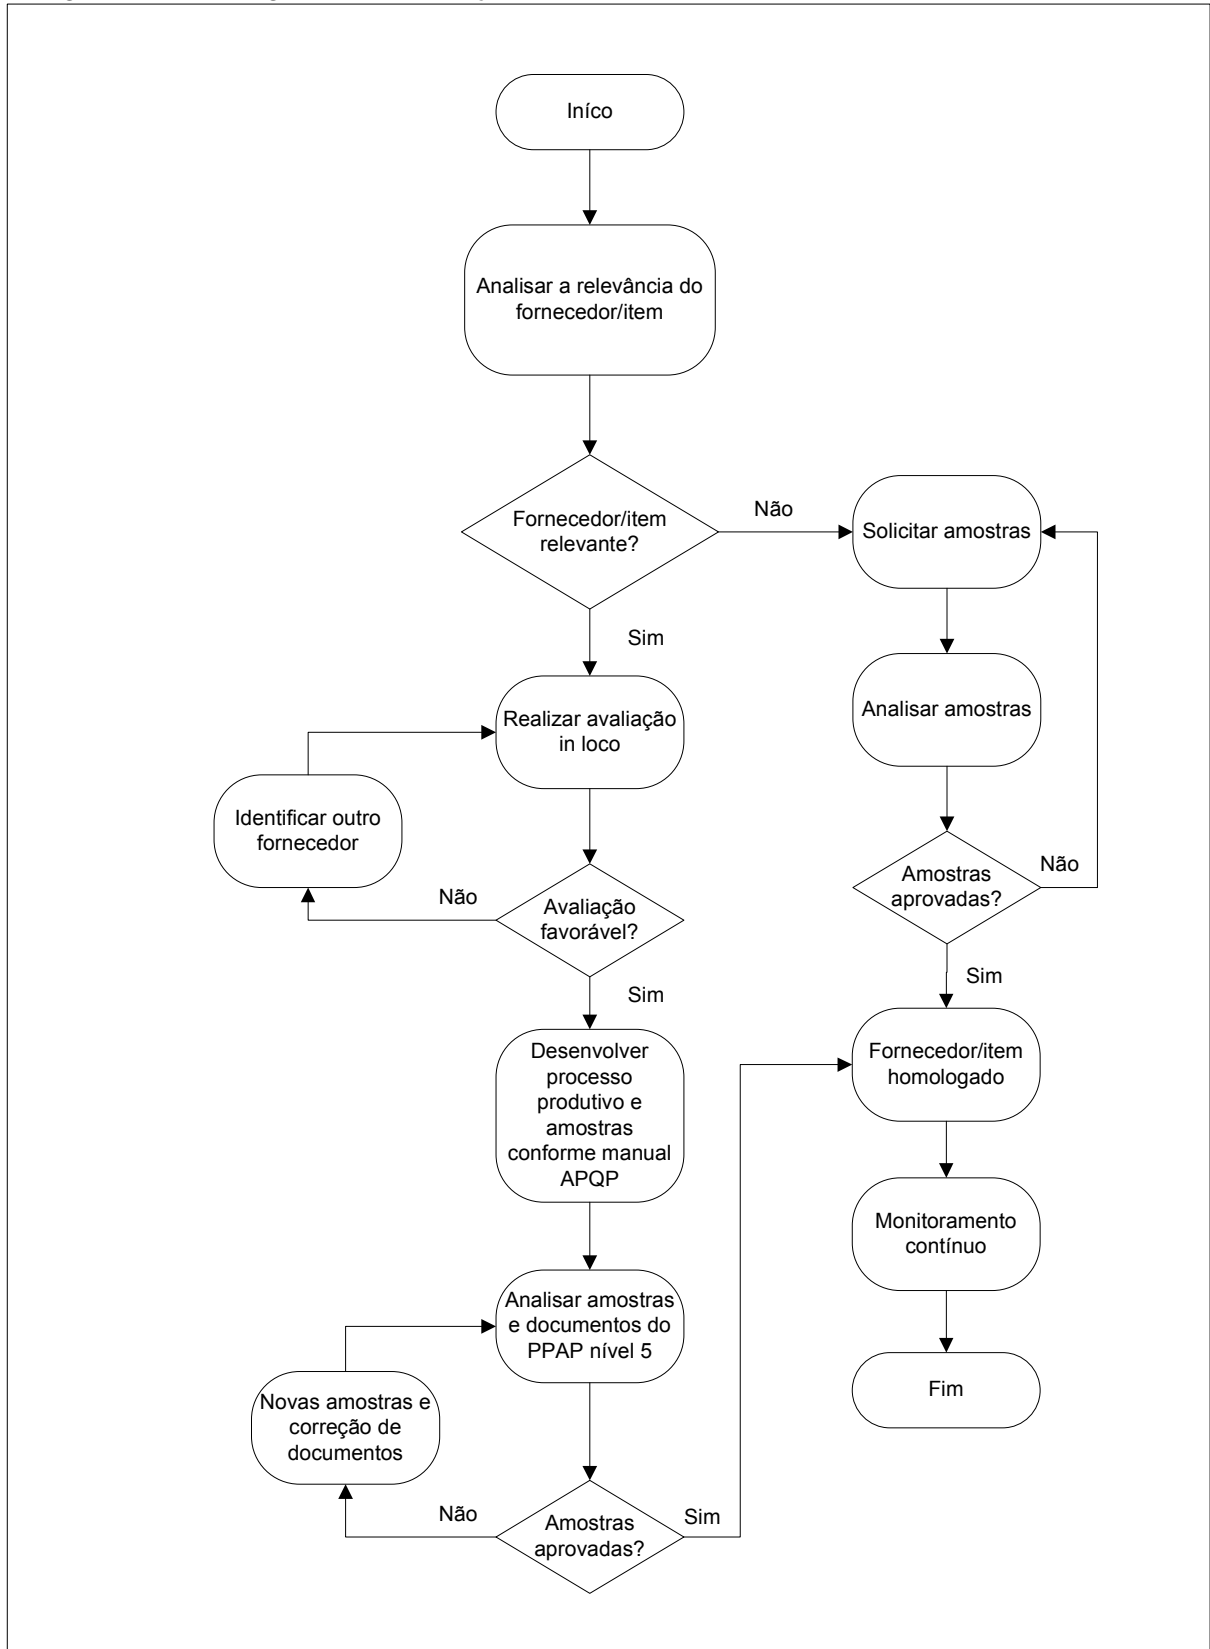 Iníco
Analisar a relevância do
fornecedor/item
Fornecedor/item
relevante?
Não
Solicitar amostras
Sim
Analisar amostras
Realizar avaliação
in loco
Identificar outro
fornecedor
Amostras
aprovadas?
Não
Não
Avaliação
favorável?
Sim
Sim
Fornecedor/item
homologado
Desenvolver
processo
produtivo e
amostras
conforme manual
APQP
Monitoramento
contínuo
Analisar amostras
e documentos do
PPAP nível 5
Fim
Novas amostras e
correção de
documentos
Não
Amostras
aprovadas?
Sim